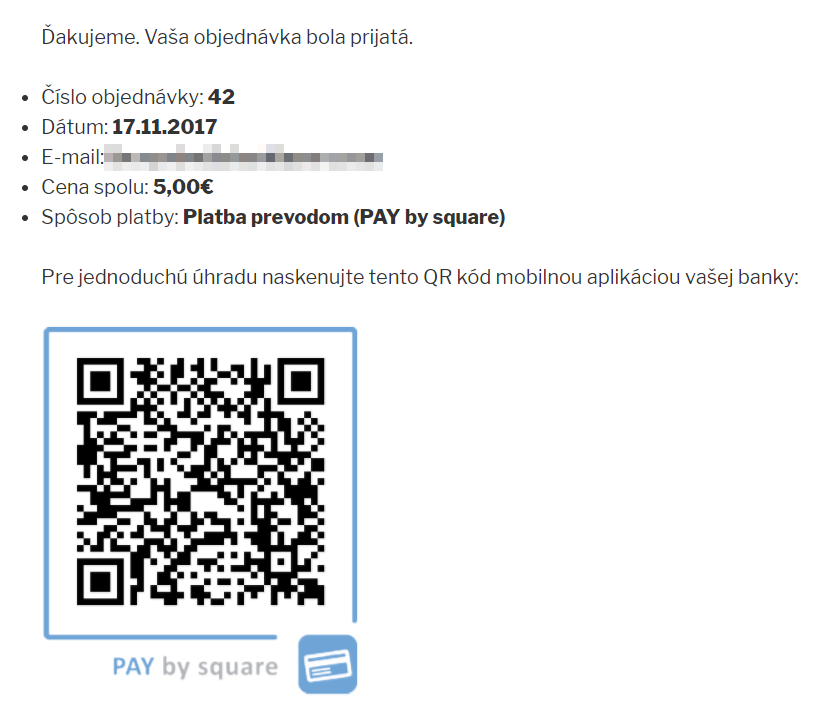 Ďakujeme. Vaša objednávka bola prijatá.
Číslo objednávky: 42
Dátum: 17.11.2017
E-mail:
Cena spolu: 5,00€
Spôsob platby: Platba prevodom (PAY by square)
Pre jednoduchú úhradu naskenujte tento QR kód mobilnou aplikáciou vašej banky:
PAY by square